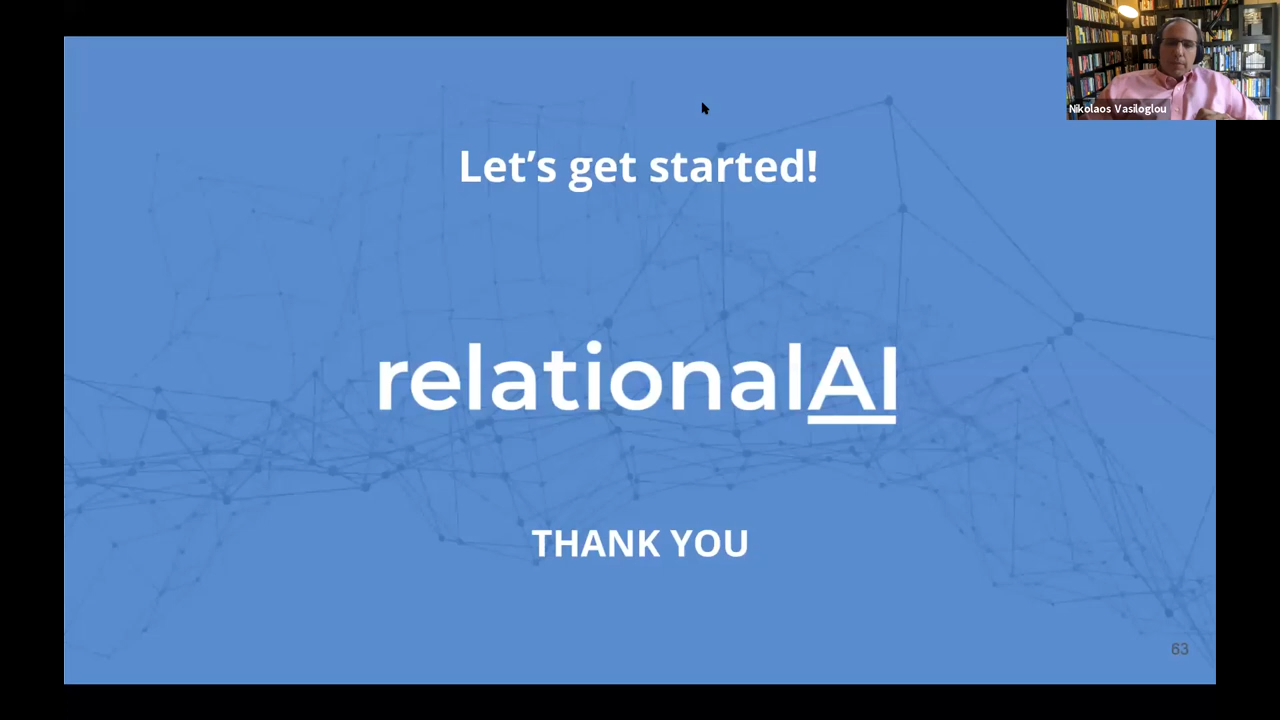 Nikolaos Vasiloglou
Let’s get started!
relationalAI
THANK YOU
63